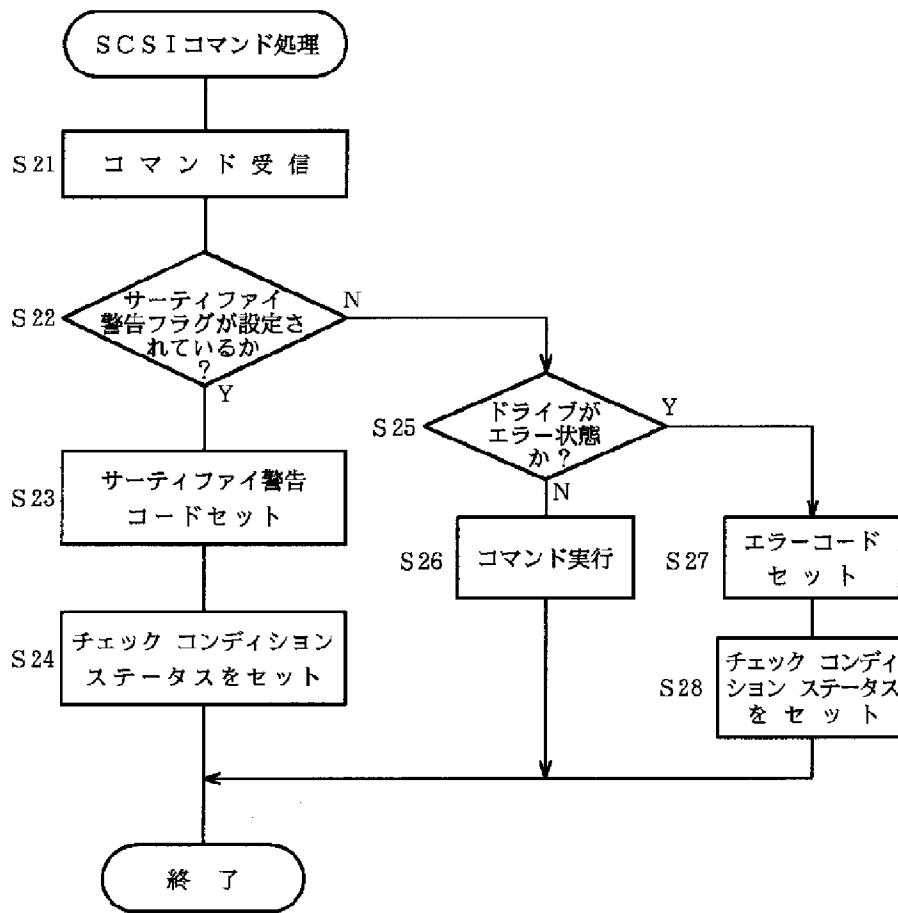 ＳＣＳＩコマンド処理
Ｓ21
コマンド受信
Ｓ22
サーティファイ
警告フラグが設定さ
れているか
？
N
Y
Ｓ23
サーティファイ警告
コードセット
Ｓ24
チェック コンディション
ステータスをセット
Ｓ25
ドライブが
エラー状態
か？
Y
N
Ｓ26
コマンド実行
Ｓ27
エラーコード
セット
Ｓ28
チェック コンディ
ション ステータス
をセット
終了